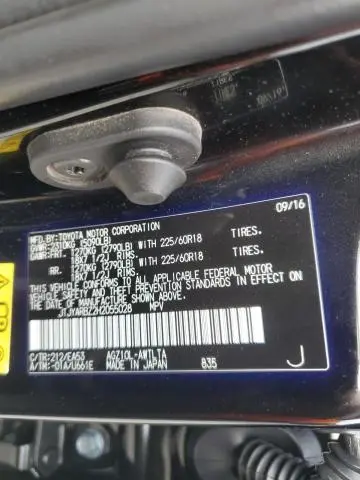 MFD.BY:TOYOTA MOTOR CORPORATION 09/16
GVWR:2310KG (5090LB)
GAWR:FRT. 1270KG (2790LB) WITH 225/60R18 TIRES.
18X7 1/2J RIMS.
RR. 1270KG (2790LB) WITH 225/60R18 TIRES.
18X7 1/2J RIMS.
THIS VEHICLE CONFORMS TO ALL APPLICABLE FEDERAL
MOTOR VEHICLE SAFETY STANDARDS IN EFFECT ON
THE DATE OF MANUFACTURE SHOWN ABOVE.
JTJYARBZ2H2055028 MPV
C/TR:212/EA53 AGZ10L-AWTLTA
A/TM:-01A/U661E MADE IN JAPAN 835 J